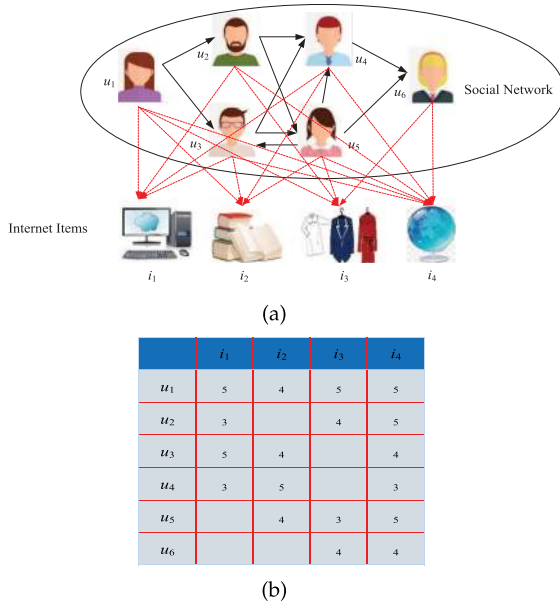 u2
u4
u1
u6
Social Network
u3
u5
Internet Items
i1 i2 i3 i4
(a)
i1 i2 i3 i4
u1 5 4 5 5
u2 3 4 5
u3 5 4 4
u4 3 5 3
u5 4 3 5
u6 4 4
(b)